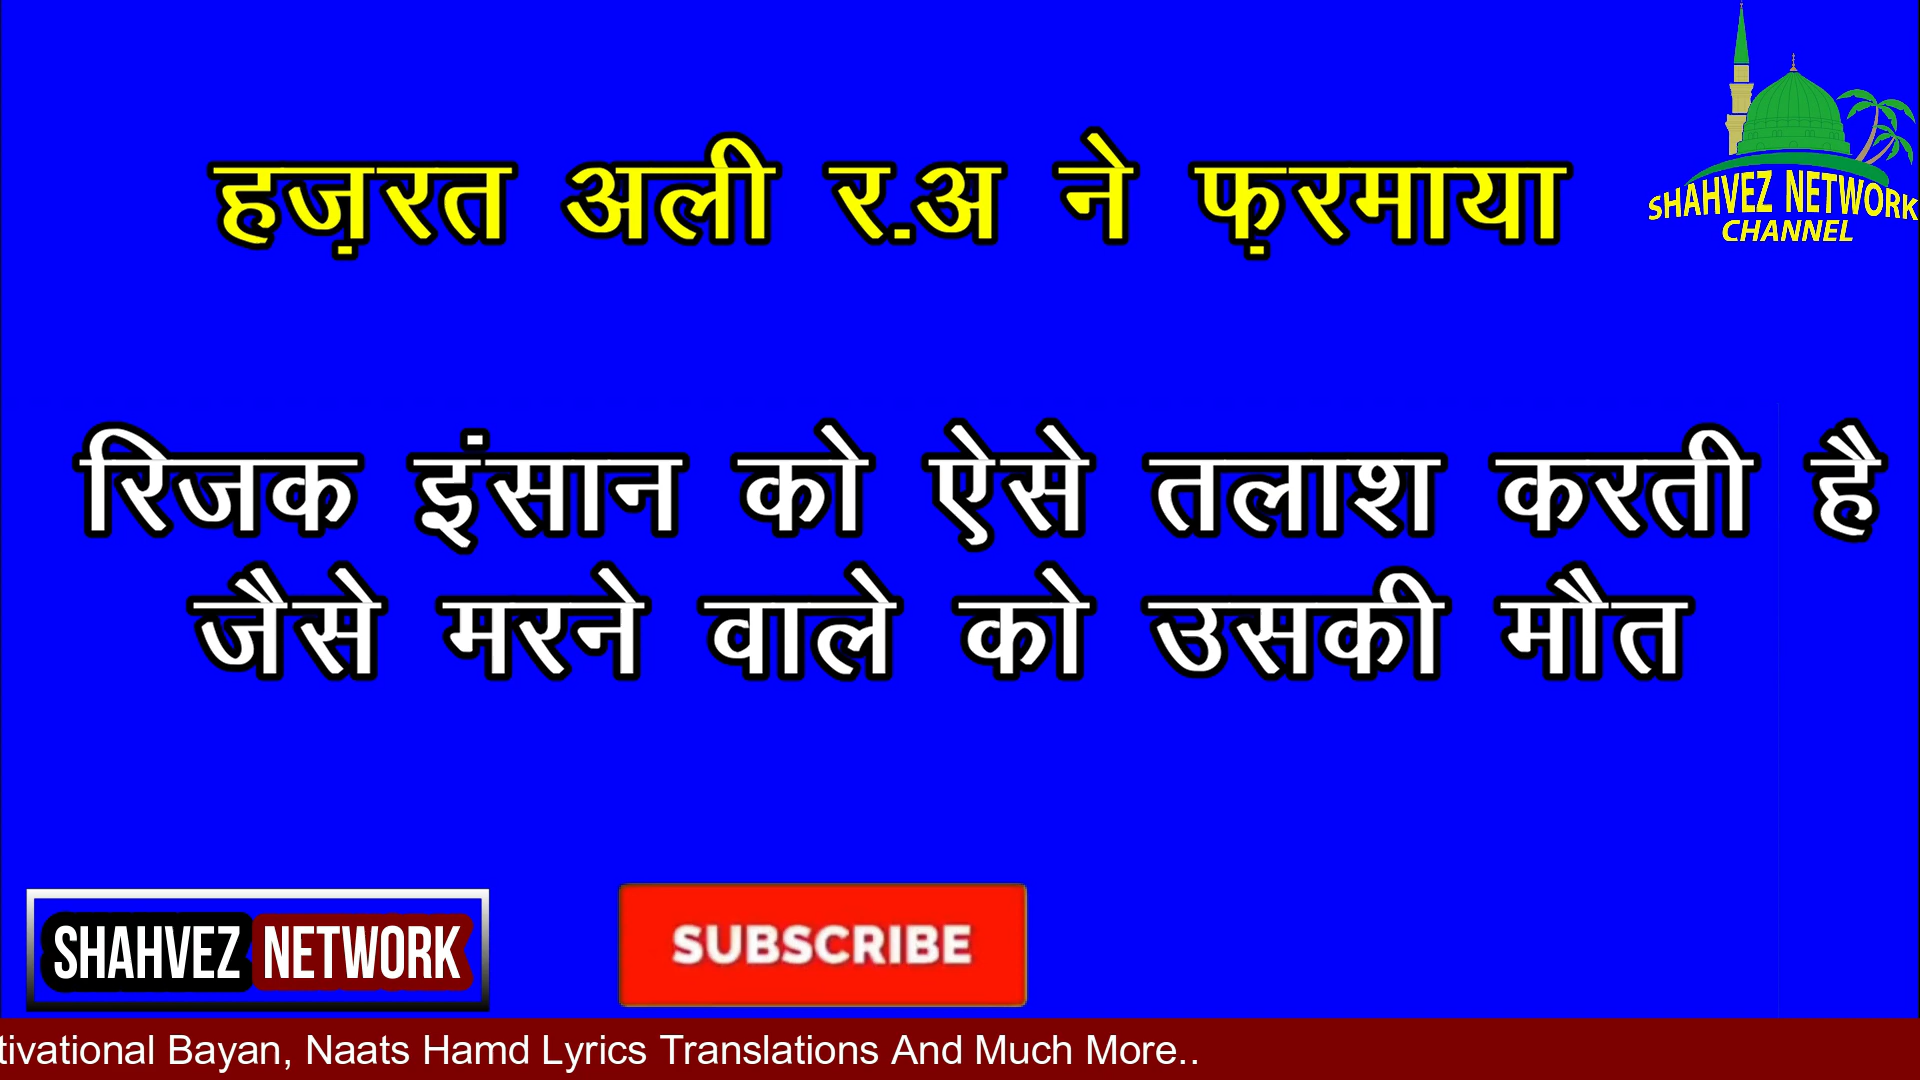 हज़रत अली र.अ ने फ़रमाया
SHAHVEZ NETWORK
CHANNEL
रिजक इंसान को ऐसे तलाश करती है
जैसे मरने वाले को उसकी मौत
SHAHVEZ NETWORK
SUBSCRIBE
tivational Bayan, Naats Hamd Lyrics Translations And Much More..